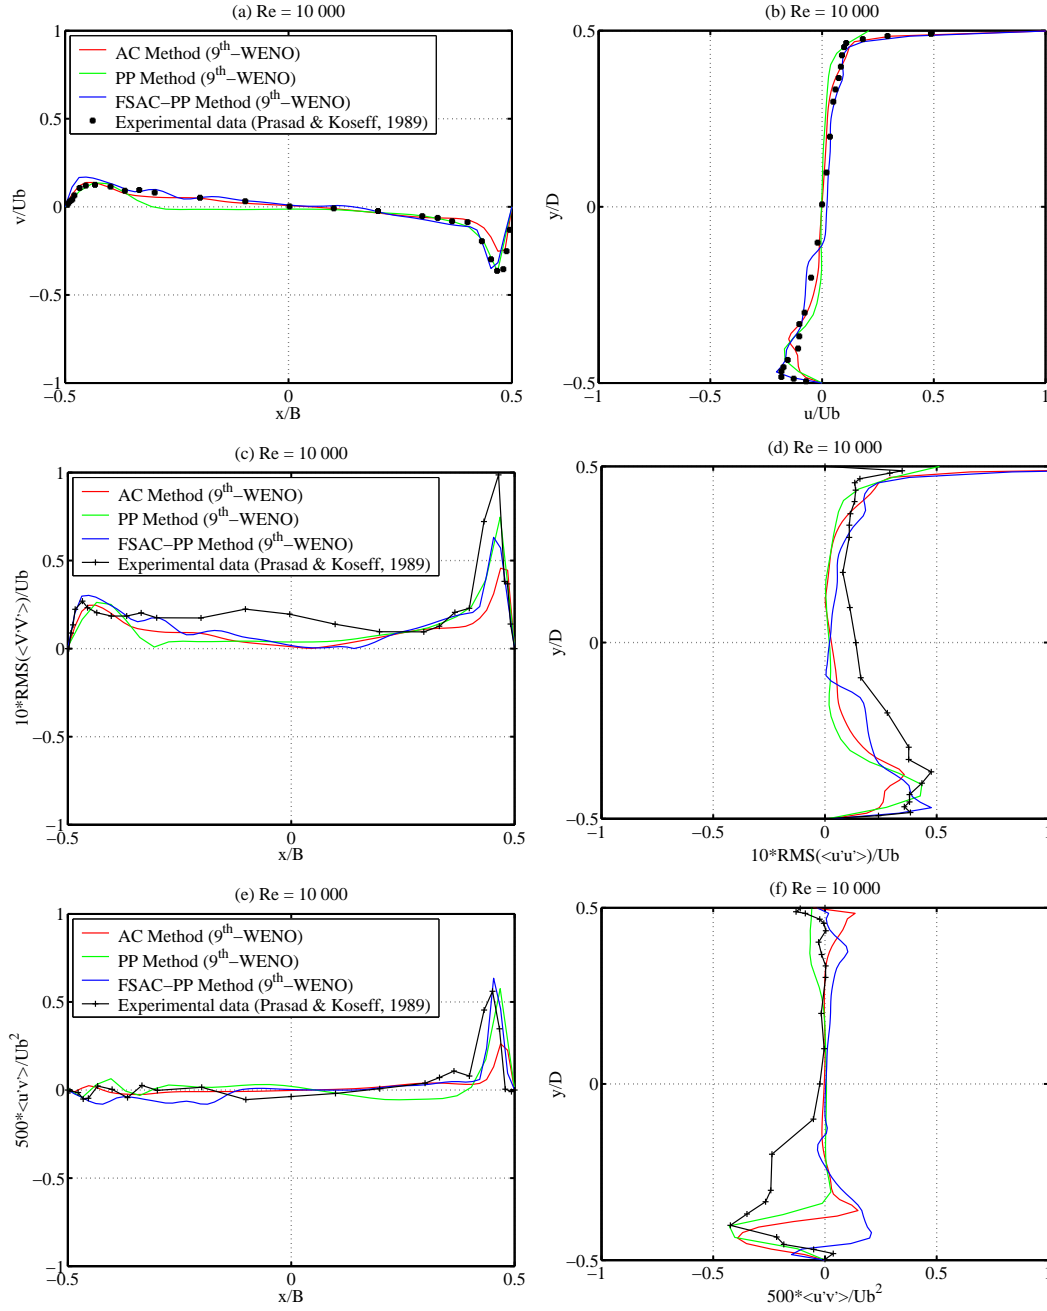 (a) Re = 10 000
1
0.5
0
−0.5
−1
v/Ub
AC Method (9th−WENO)
PP Method (9th−WENO)
FSAC−PP Method (9th−WENO)
Experimental data (Prasad & Koseff, 1989)
−0.5
0
0.5
x/B
(b) Re = 10 000
0.5
0
−0.5
y/D
−1
−0.5
0
0.5
1
u/Ub
(c) Re = 10 000
1
0.5
0
−0.5
−1
10*RMS(<v'v'>)/Ub
AC Method (9th−WENO)
PP Method (9th−WENO)
FSAC−PP Method (9th−WENO)
Experimental data (Prasad & Koseff, 1989)
−0.5
0
0.5
x/B
(d) Re = 10 000
0.5
0
−0.5
y/D
−1
−0.5
0
0.5
1
10*RMS(<u'u'>)/Ub
(e) Re = 10 000
1
0.5
0
−0.5
−1
500*<u'v'>/Ub2
AC Method (9th−WENO)
PP Method (9th−WENO)
FSAC−PP Method (9th−WENO)
Experimental data (Prasad & Koseff, 1989)
−0.5
0
0.5
x/B
(f) Re = 10 000
0.5
0
−0.5
y/D
−1
−0.5
0
0.5
1
500*<u'v'>/Ub2